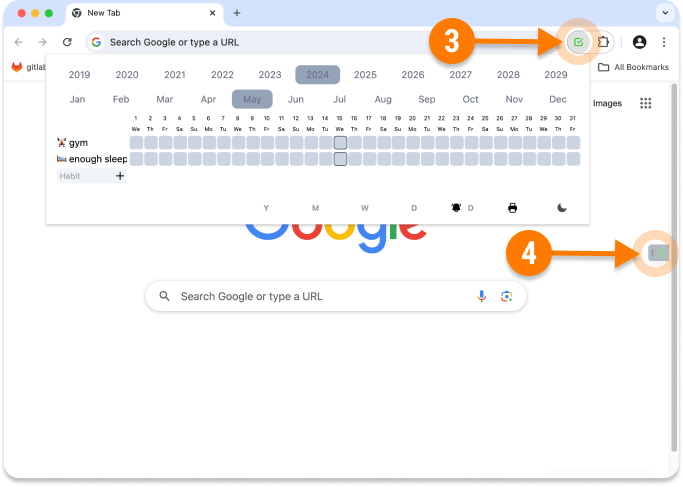 New Tab
Search Google or type a URL
3
gitlab
All Bookmarks
2019 2020 2021 2022 2023 2024 2025 2026 2027 2028 2029
Jan Feb Mar Apr May Jun Jul Aug Sep Oct Nov Dec
Images
1 2 3 4 5 6 7 8 9 10 11 12 13 14 15 16 17 18 19 20 21 22 23 24 25 26 27 28 29 30 31
We Th Fr Sa Su Mo Tu We Th Fr Sa Su Mo Tu We Th Fr Sa Su Mo Tu We Th Fr Sa Su Mo Tu We Th Fr
gym
enough sleep
Habit +
Y M W D D
Google
4
Search Google or type a URL